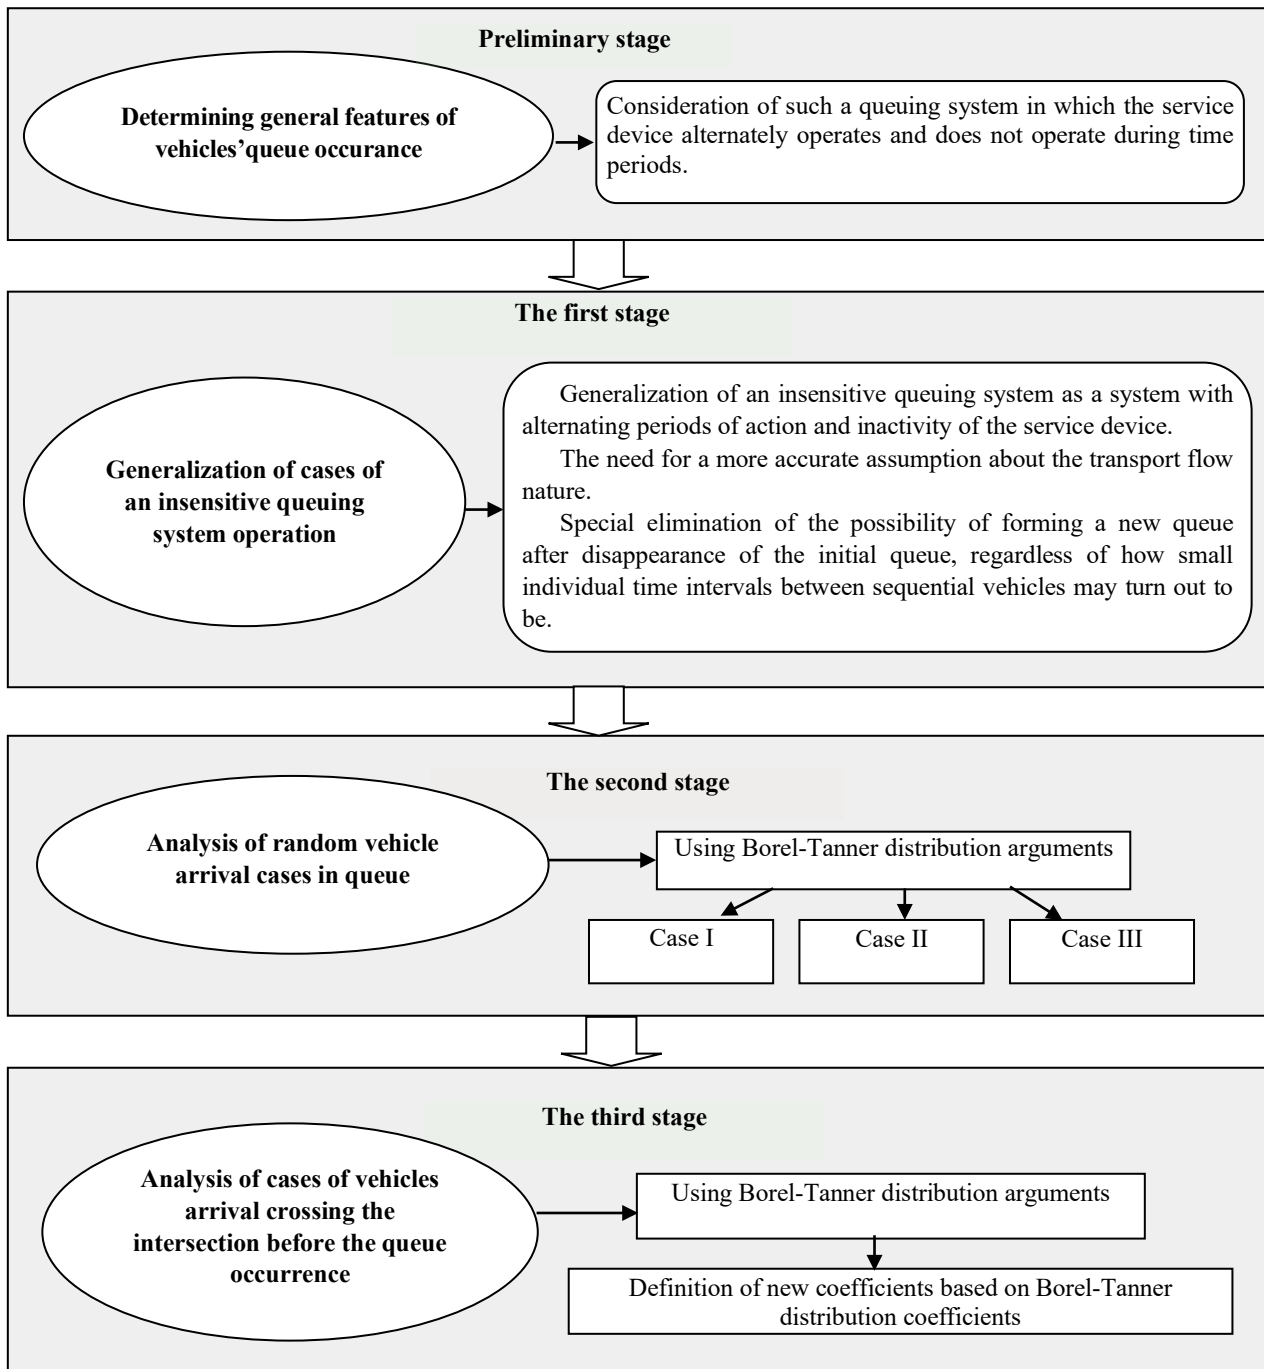 Preliminary stage
Determining general features of
vehicles’queue occurance
Consideration of such a queuing system in which the service
device alternately operates and does not operate during time
periods.
The first stage
Generalization of cases of
an insensitive queuing
system operation
Generalization of an insensitive queuing system as a system with
alternating periods of action and inactivity of the service device.
The need for a more accurate assumption about the transport flow
nature.
Special elimination of the possibility of forming a new queue
after disappearance of the initial queue, regardless of how small
individual time intervals between sequential vehicles may turn out to
be.
The second stage
Analysis of random vehicle
arrival cases in queue
Using Borel-Tanner distribution arguments
Case I
Case II
Case III
The third stage
Analysis of cases of vehicles
arrival crossing the
intersection before the queue
occurrence
Using Borel-Tanner distribution arguments
Definition of new coefficients based on Borel-Tanner
distribution coefficients